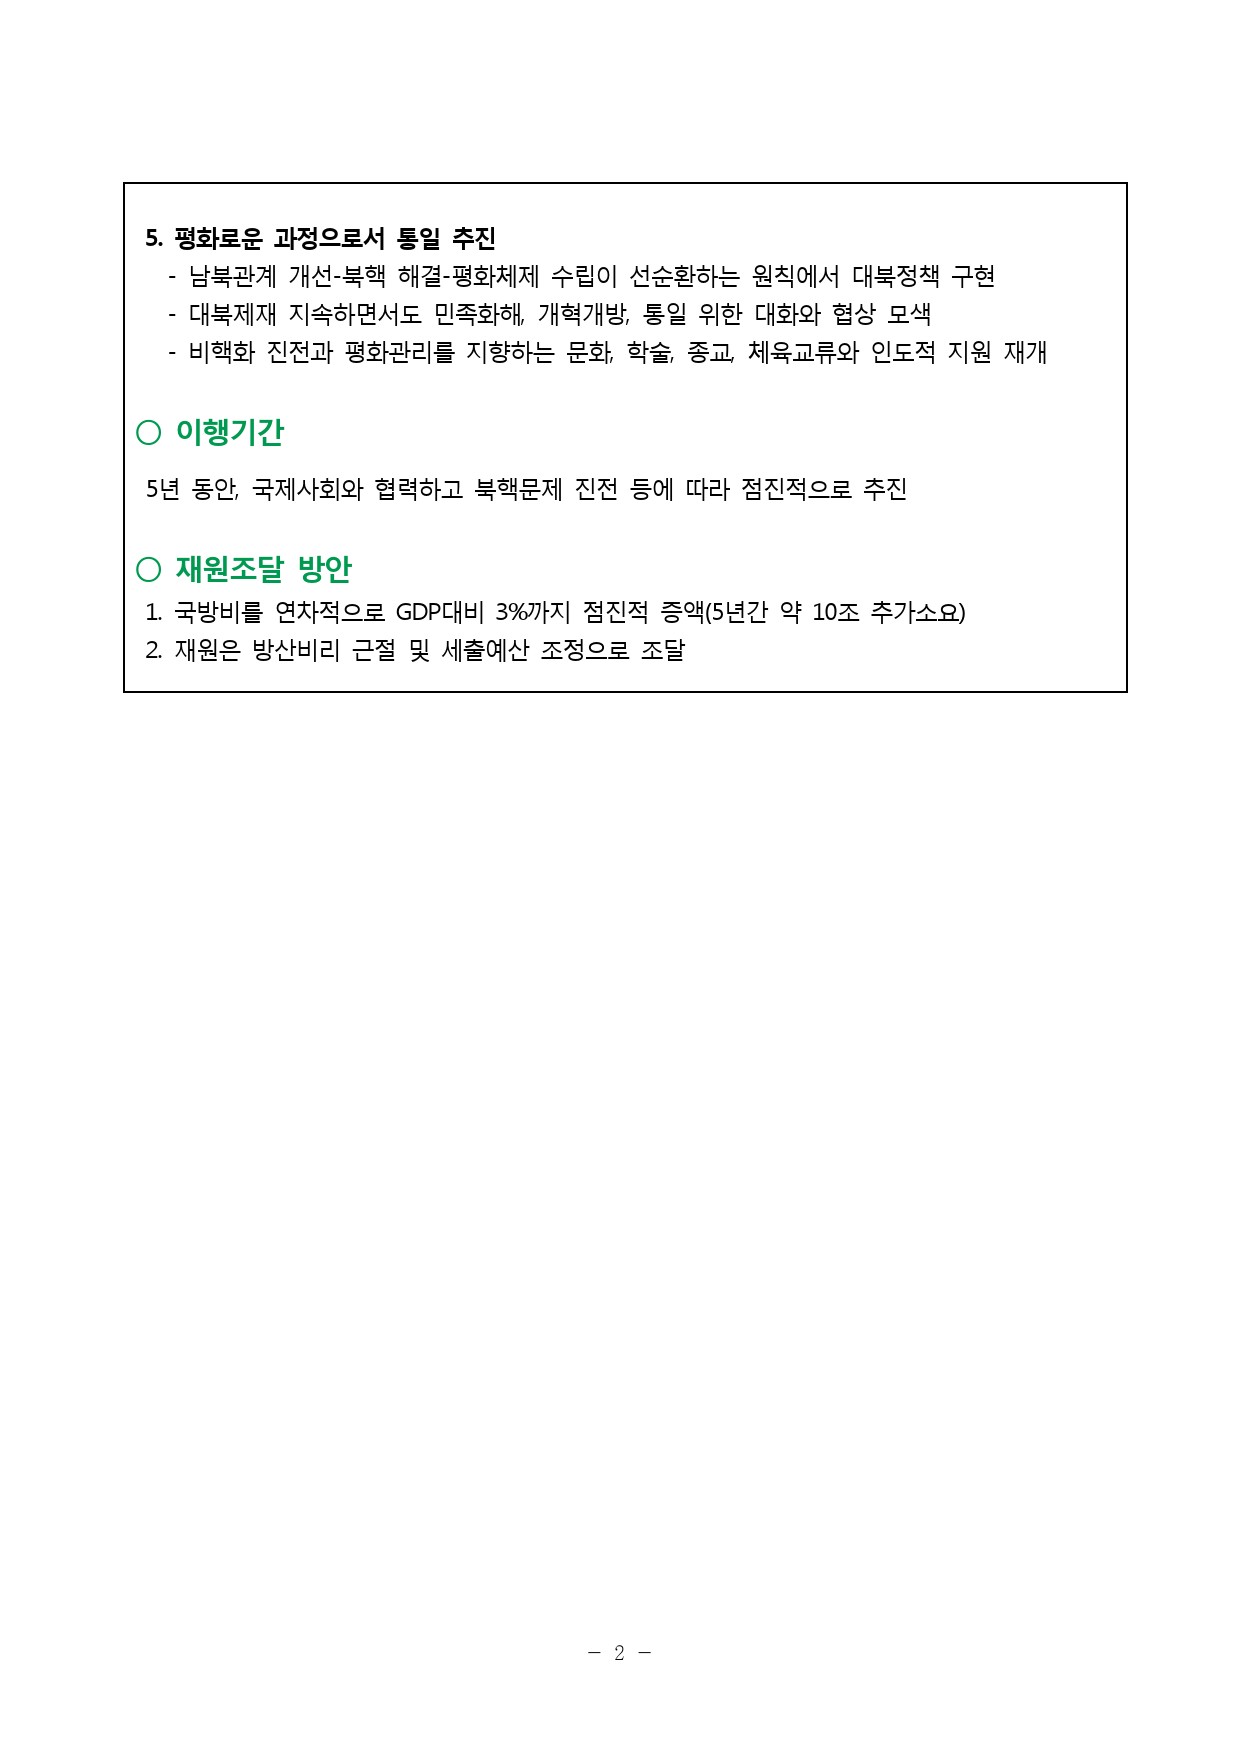 5. 평화로운 과정으로서 통일 추진
- 남북관계 개선-북핵 해결-평화체제 수립이 선순환하는 원칙에서 대북정책 구현
- 대북제재 지속하면서도 민족화해, 개혁개방, 통일 위한 대화와 협상 모색
- 비핵화 진전과 평화관리를 지향하는 문화, 학술, 종교, 체육교류와 인도적 지원 재개
○ 이행기간
5년 동안, 국제사회와 협력하고 북핵문제 진전 등에 따라 점진적으로 추진
○ 재원조달 방안
1. 국방비를 연차적으로 GDP대비 3%까지 점진적 증액(5년간 약 10조 추가소요)
2. 재원은 방산비리 근절 및 세출예산 조정으로 조달
- 2 -